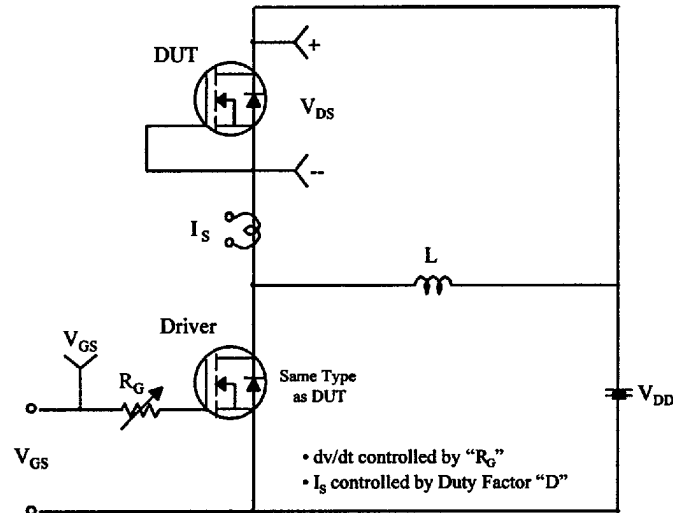 DUT
+
V_DS
--
I_S
L
Driver
V_GS
R_G
Same Type
as DUT
V_DD
V_GS
• dv/dt controlled by “R_G”
• I_S controlled by Duty Factor “D”